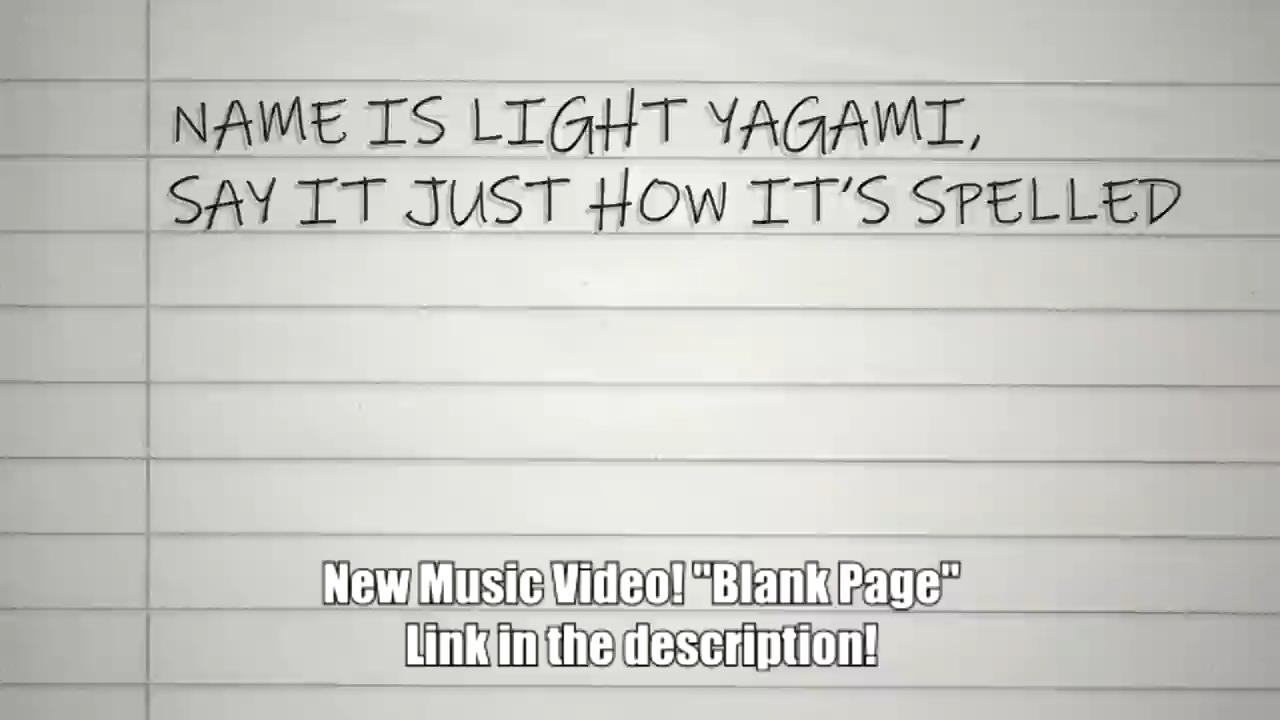 NAME IS LIGHT YAGAMI,
SAY IT JUST HOW IT'S SPELLED
New Music Video! "Blank Page"
Link in the description!